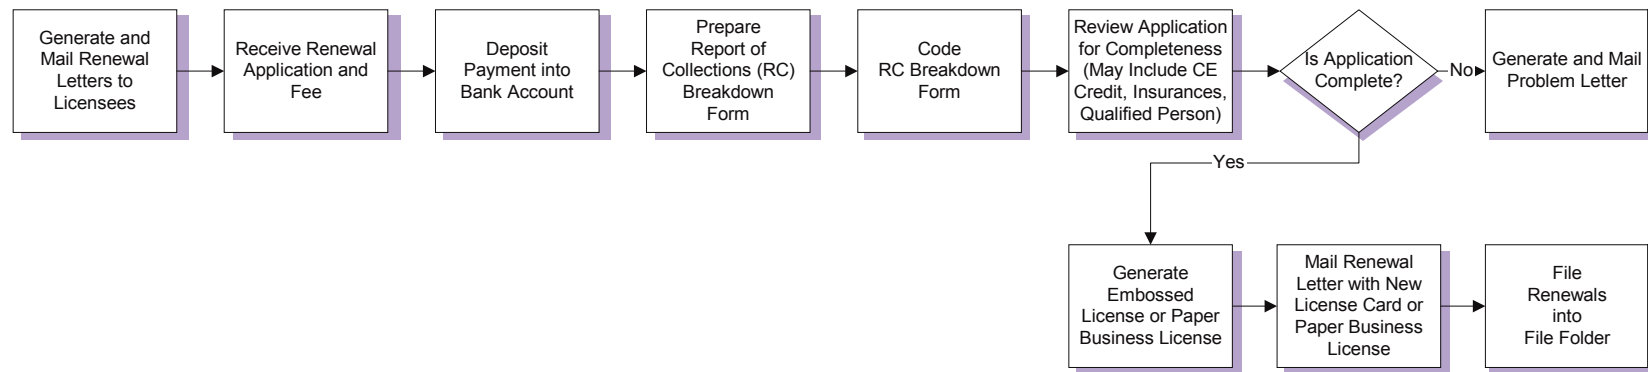 Generate and
Mail Renewal
Letters to
Licensees
Receive Renewal
Application and
Fee
Deposit
Payment into
Bank Account
Prepare
Report of
Collections (RC)
Breakdown
Form
Code
RC Breakdown
Form
Review Application
for Completeness
(May Include CE
Credit, Insurances,
Qualified Person)
Is Application
Complete?
No
Generate and Mail
Problem Letter
Yes
Generate
Embossed
License or Paper
Business License
Mail Renewal
Letter with New
License Card or
Paper Business
License
File
Renewals
into
File Folder